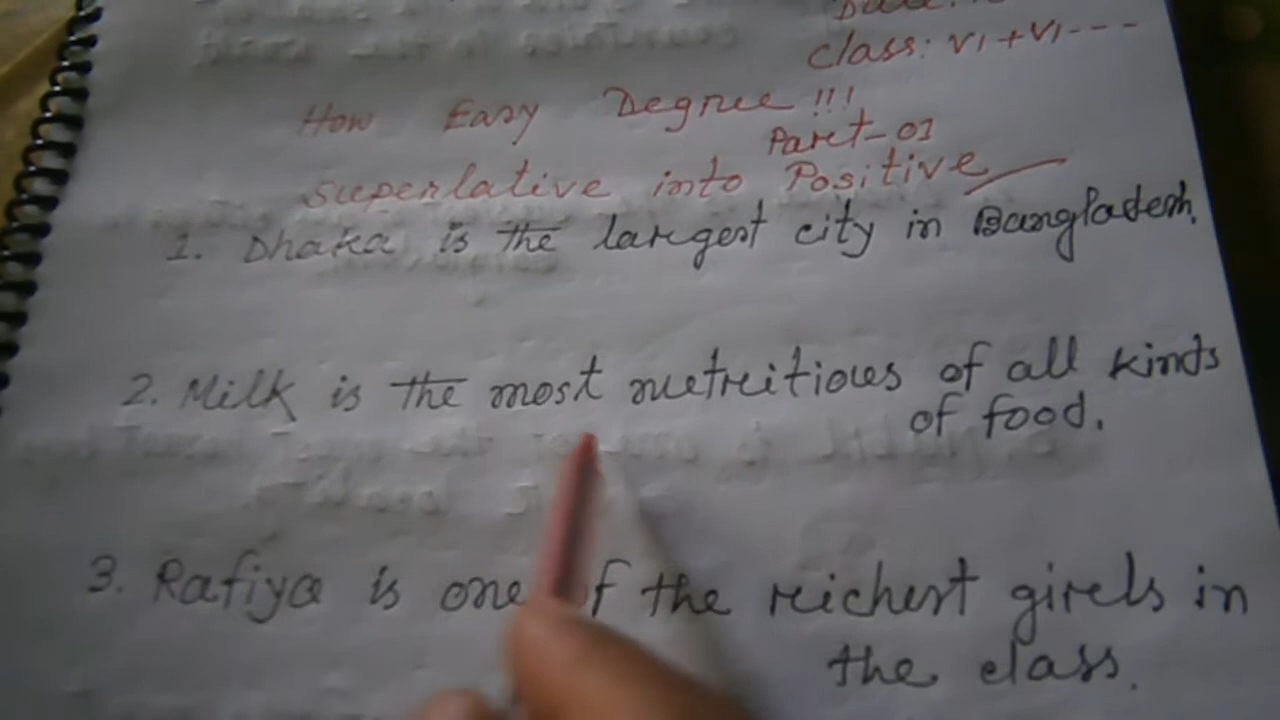 Class: VI+VI---
How Easy Degree!!!
Part-01
Superlative into Positive
1. Dhaka is the largest city in Bangladesh.
2. Milk is the most nutritious of all kinds
of food.
3. Rafiya is one of the richest girls in
the class.